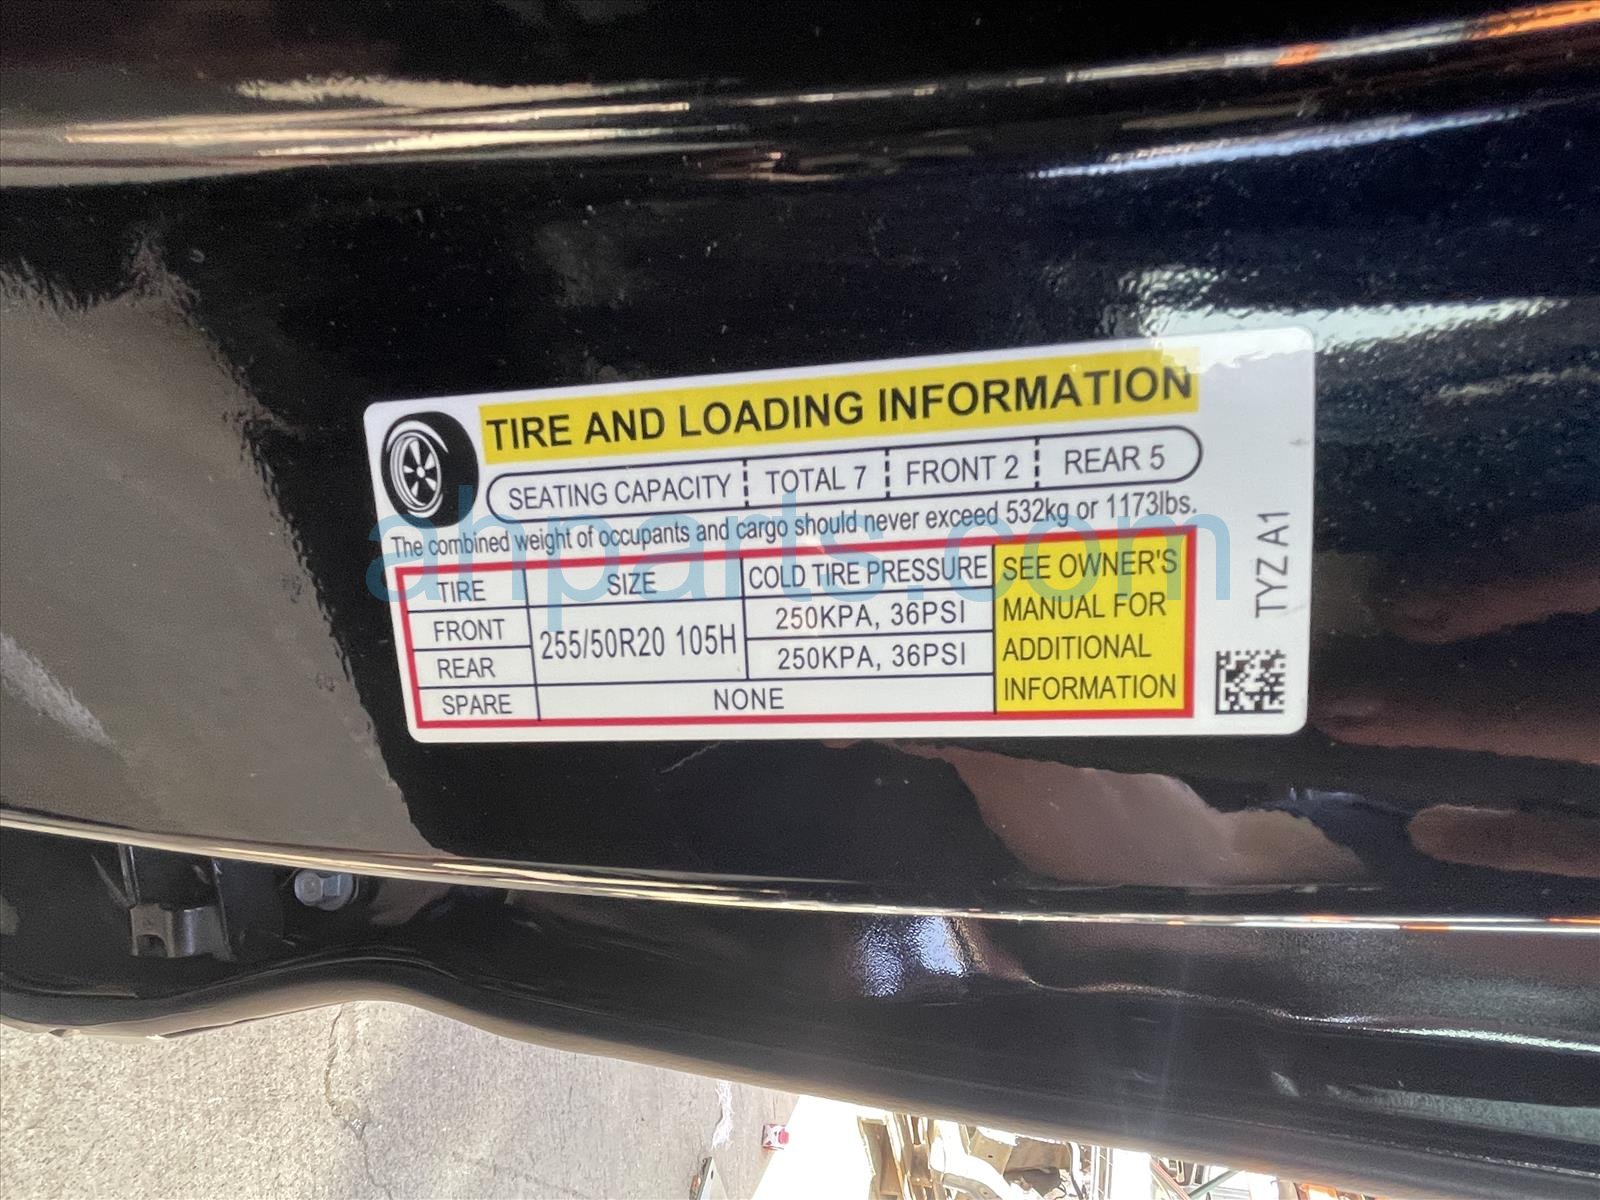 TIRE AND LOADING INFORMATION
SEATING CAPACITY TOTAL 7 FRONT 2 REAR 5
The combined weight of occupants and cargo should never exceed 532kg or 1173lbs.
TIRE SIZE COLD TIRE PRESSURE
FRONT 255/50R20 105H 250KPA, 36PSI
REAR 250KPA, 36PSI
SPARE NONE
SEE OWNER'S
MANUAL FOR
ADDITIONAL
INFORMATION
TYZ A1
ahparts.com